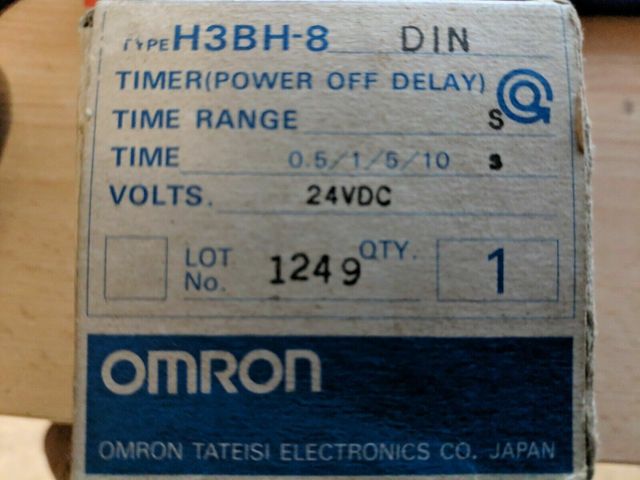 TYPE H3BH-8 DIN
TIMER(POWER OFF DELAY)
TIME RANGE S
TIME 0.5/1/5/10 s
VOLTS. 24VDC
LOT No. 1249 QTY. 1
OMRON
OMRON TATEISI ELECTRONICS CO. JAPAN